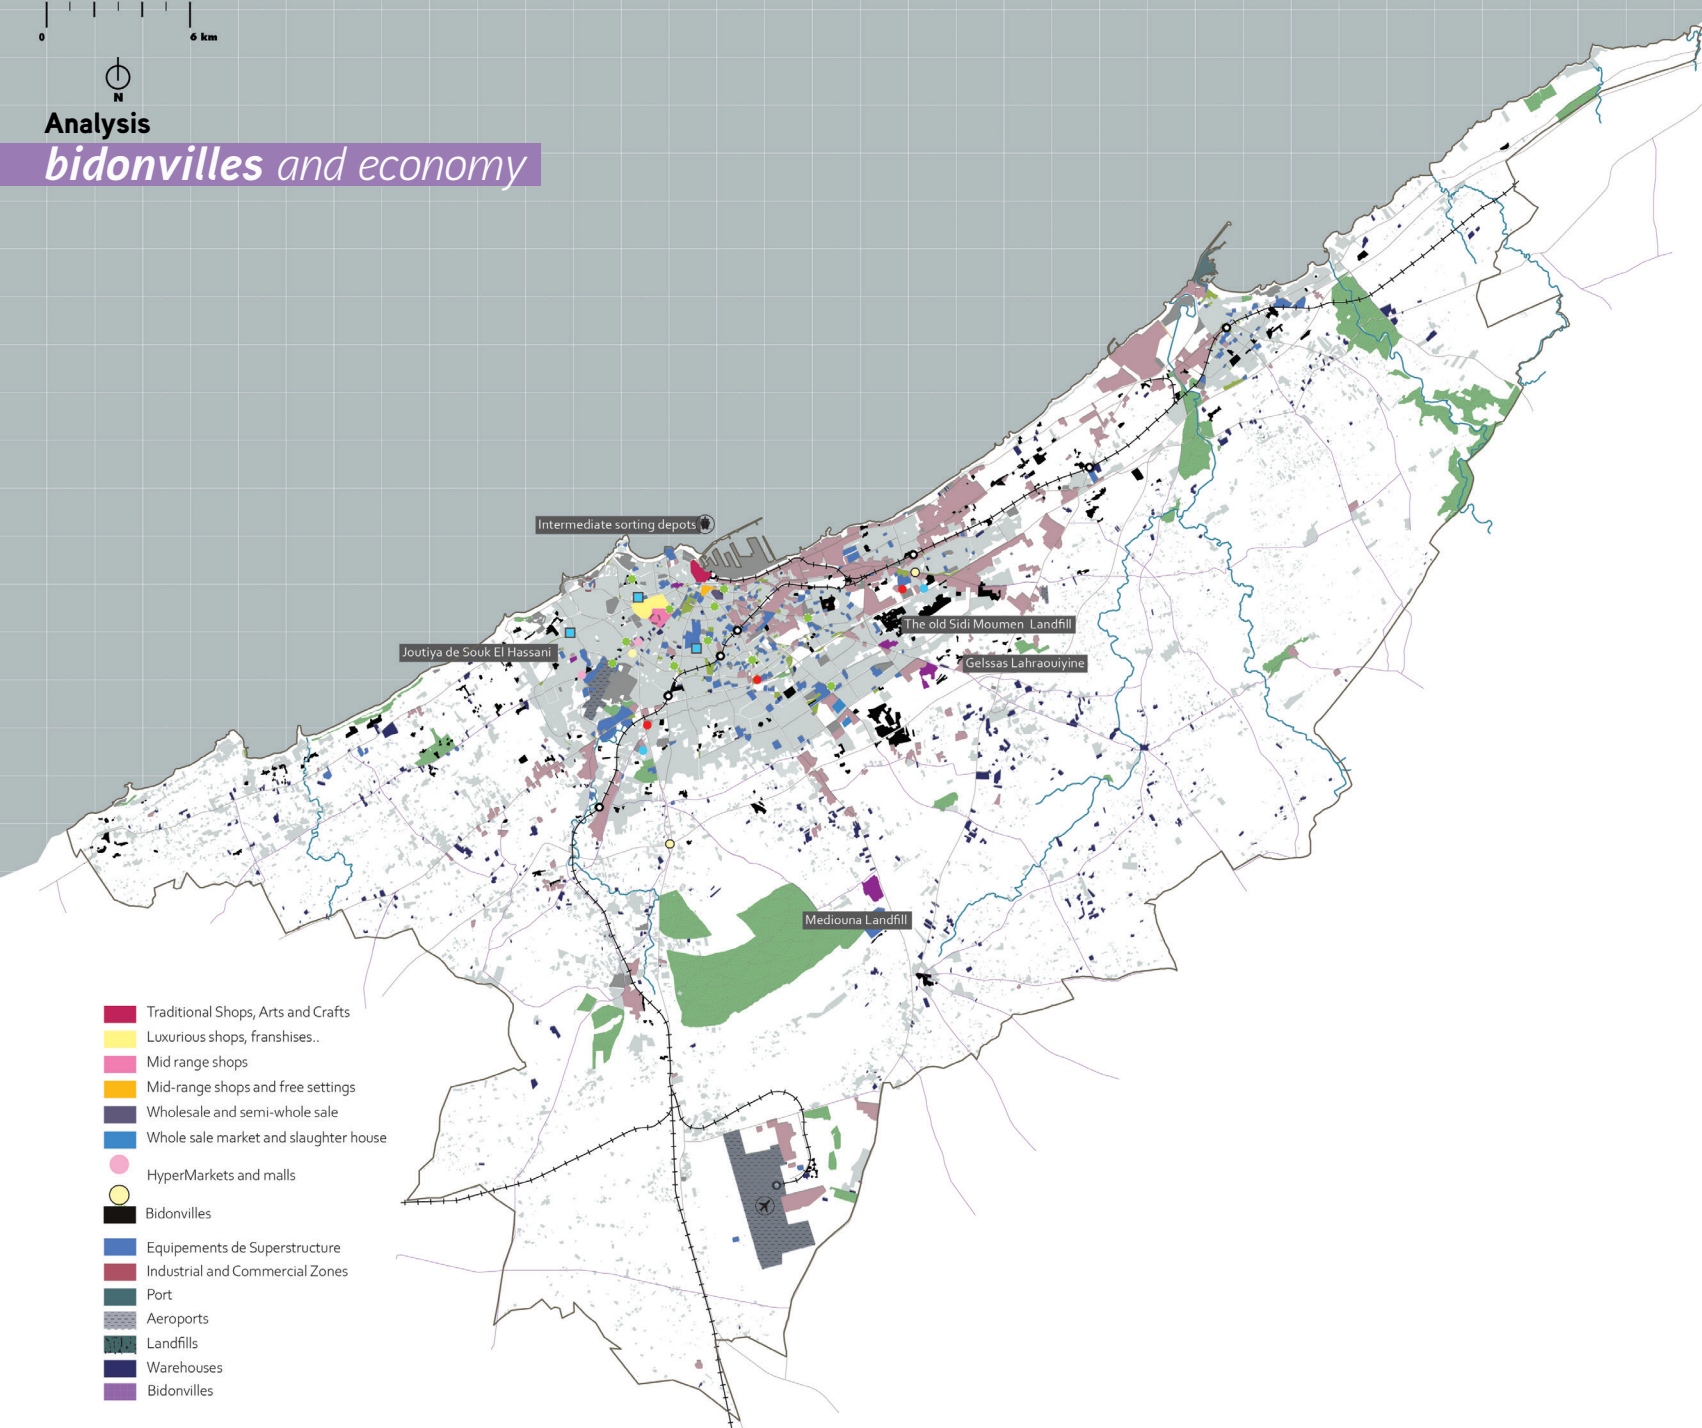 0 6 km
N
Analysis
bidonvilles and economy
Intermediate sorting depots
Joutiya de Souk El Hassani
The old Sidi Moumen Landfill
Gelssas Lahraouiyine
Mediouna Landfill
Traditional Shops, Arts and Crafts
Luxurious shops, franshises..
Mid range shops
Mid-range shops and free settings
Wholesale and semi-whole sale
Whole sale market and slaughter house
HyperMarkets and malls
Bidonvilles
Equipements de Superstructure
Industrial and Commercial Zones
Port
Aeroports
Landfills
Warehouses
Bidonvilles